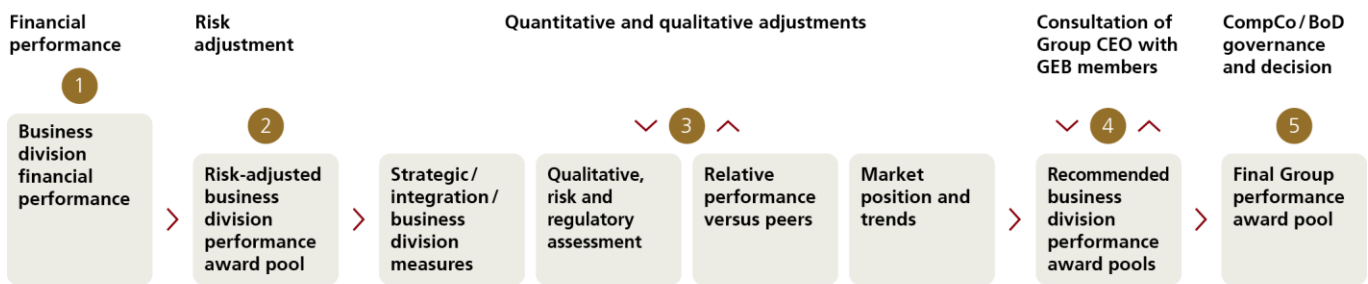 Financial
performance
1
Business
division
financial
performance
Risk
adjustment
2
Risk-adjusted
business
division
performance
award pool
Quantitative and qualitative adjustments
3
Strategic/
integration/
business
division
measures
Qualitative,
risk and
regulatory
assessment
Relative
performance
versus peers
Market
position and
trends
Consultation of
Group CEO with
GEB members
4
Recommended
business
division
performance
award pools
CompCo/BoD
governance
and decision
5
Final Group
performance
award pool